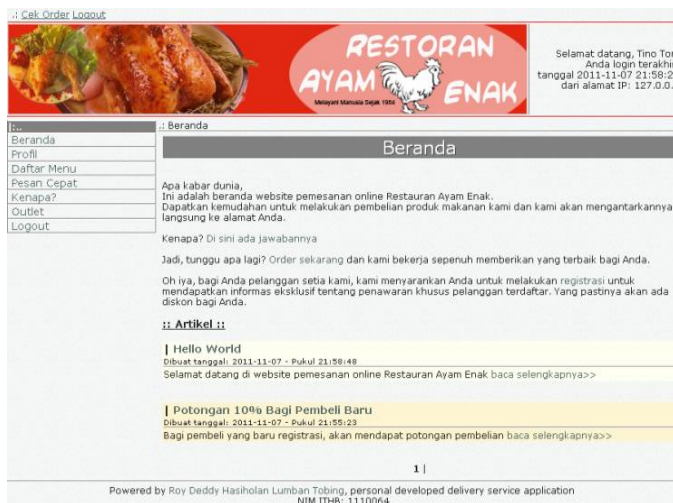 .: Cek Order Logout
RESTORAN
AYAM ENAK
Melayani Manusia Sejak 1954
Selamat datang, Tino
Anda login
tanggal 2011-11-07
dari alamat IP: 127.0.0.
|:..
Beranda
Profil
Daftar Menu
Pesan Cepat
Kenapa?
Outlet
Logout
.: Beranda
Beranda
Apa kabar dunia,
Ini adalah beranda website pemesanan online Restauran Ayam Enak.
Dapatkan kemudahan untuk melakukan pembelian produk makanan kami dan kami akan mengantarkannya
langsung ke alamat Anda.
Kenapa? Di sini ada jawabannya
Jadi, tunggu apa lagi? Order sekarang dan kami bekerja sepenuh memberikan yang terbaik bagi Anda.
Oh iya, bagi Anda pelanggan setia kami, kami menyarankan Anda untuk melakukan registrasi untuk
mendapatkan informas eksklusif tentang penawaran khusus pelanggan terdaftar. Yang pastinya akan ada
diskon bagi Anda.
:: Artikel ::
| Hello World
Dibuat tanggal: 2011-11-07 - Pukul 21:58:48
Selamat datang di website pemesanan online Restauran Ayam Enak baca selengkapnya>>
| Potongan 10% Bagi Pembeli Baru
Dibuat tanggal: 2011-11-07 - Pukul 21:55:23
Bagi pembeli yang baru registrasi, akan mendapat potongan pembelian baca selengkapnya>>
1 |
Powered by Roy Deddy Hasiholan Lumban Tobing, personal developed delivery service application
NIM ITHB: 1110064